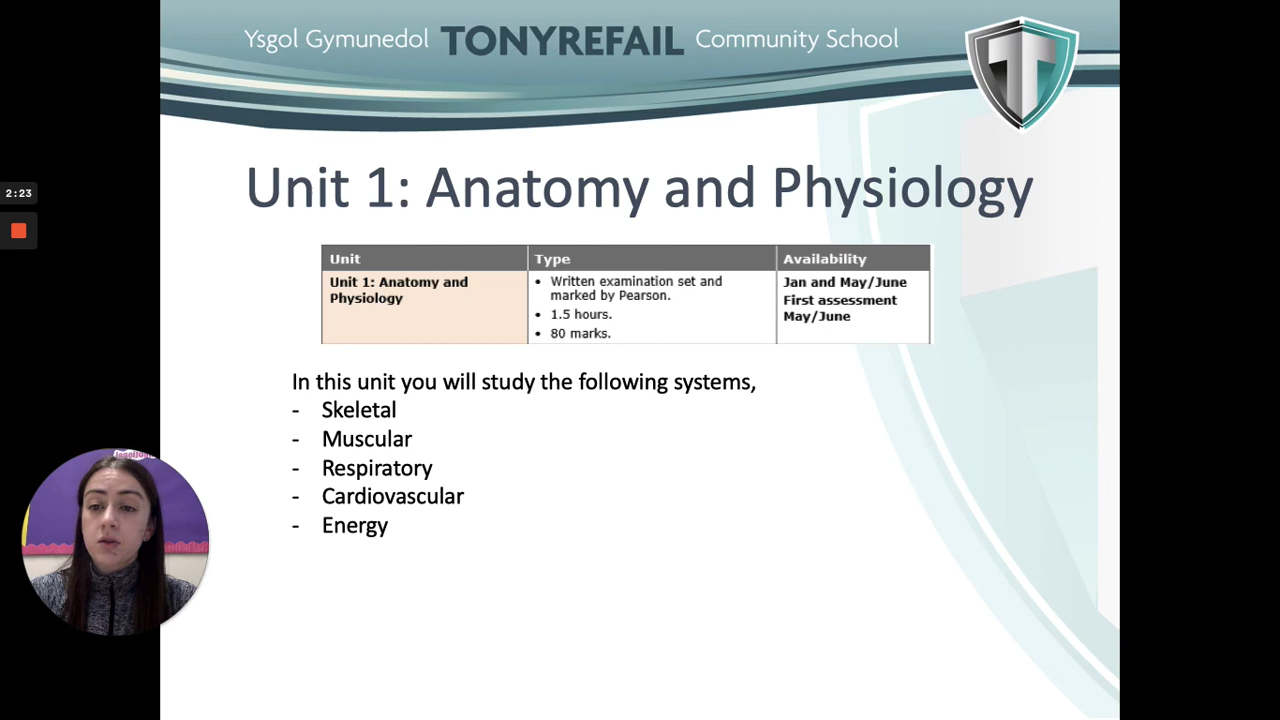 Ysgol Gymunedol TONYREFAIL Community School
2:23
Unit 1: Anatomy and Physiology
Unit Type Availability
Unit 1: Anatomy and Physiology
• Written examination set and marked by Pearson.
• 1.5 hours.
• 80 marks.
Jan and May/June
First assessment
May/June
In this unit you will study the following systems,
- Skeletal
- Muscular
- Respiratory
- Cardiovascular
- Energy